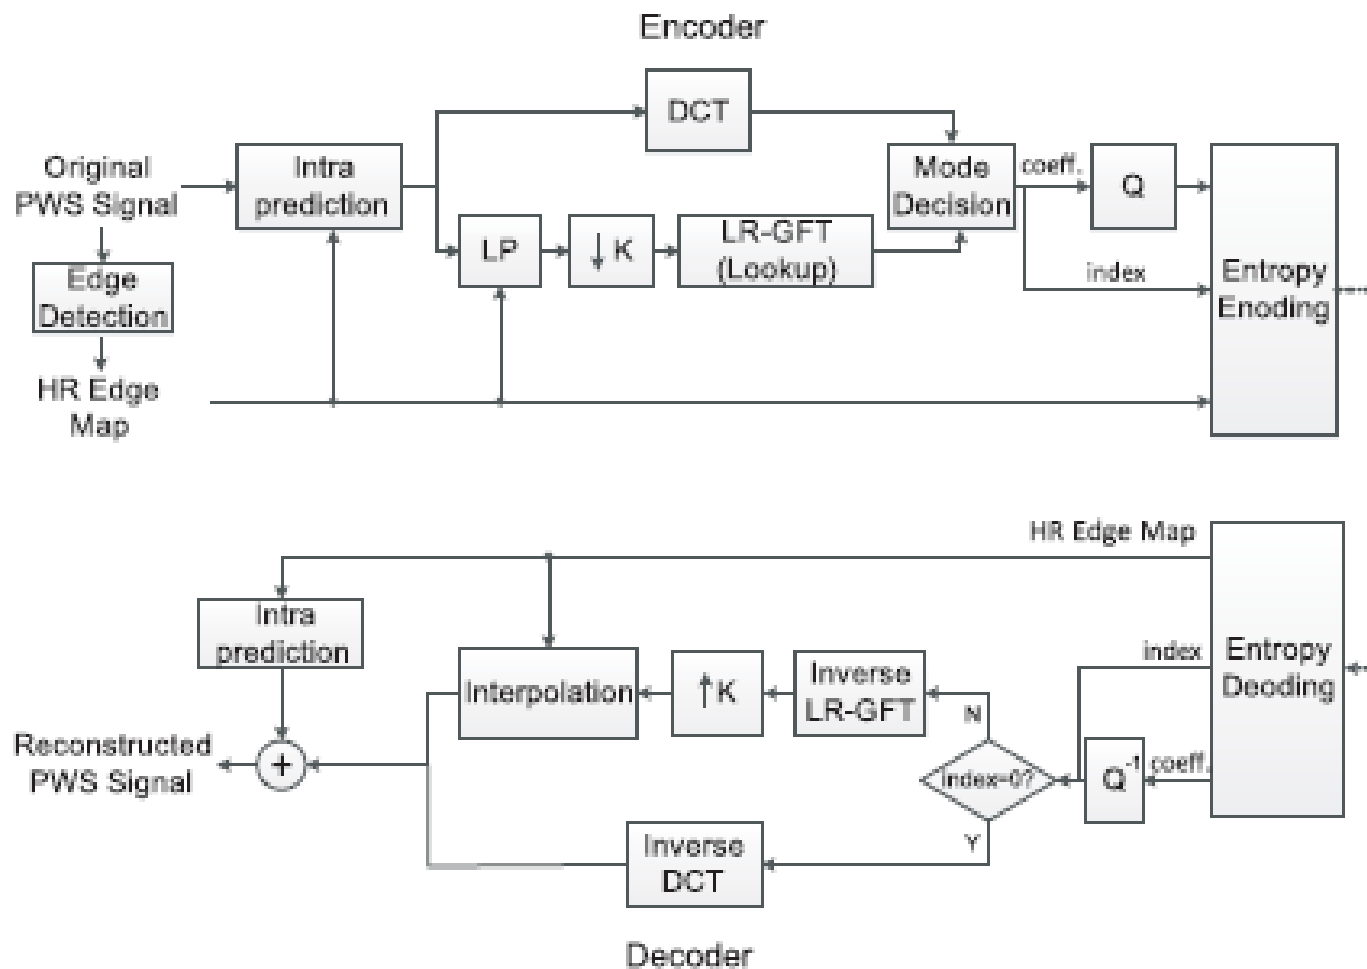 Encoder
DCT
Original
PWS Signal
Intra
prediction
Mode
Decision
coeff.
Q
LP
↓ K
LR-GFT
(Lookup)
index
Entropy
Enoding
Edge
Detection
HR Edge
Map
HR Edge Map
Intra
prediction
Interpolation
↑ K
Inverse
LR-GFT
N
index
Entropy
Deoding
Reconstructed
PWS Signal
+
index=0?
Q⁻¹
coeff.
Y
Inverse
DCT
Decoder